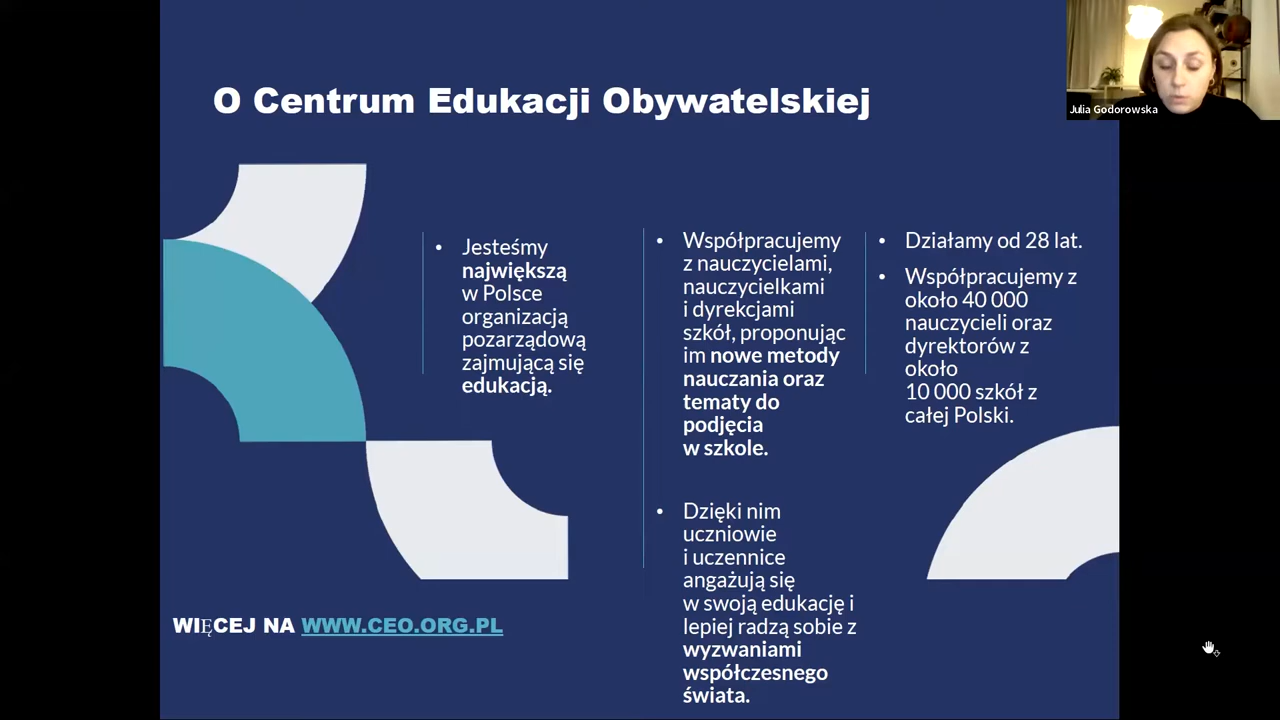 O Centrum Edukacji Obywatelskiej
Julia Godorowska
• Jesteśmy
największą
w Polsce
organizacją
pozarządową
zajmującą się
edukacją.
• Współpracujemy
z nauczycielami,
nauczycielkami
i dyrekcjami
szkół, proponując
im nowe metody
nauczania oraz
tematy do
podjęcia
w szkole.
• Dzięki nim
uczniowie
i uczennice
angażują się
w swoją edukację i
lepiej radzą sobie z
wyzwaniami
współczesnego
świata.
• Działamy od 28 lat.
• Współpracujemy z
około 40 000
nauczycieli oraz
dyrektorów z
około
10 000 szkół z
całej Polski.
WIĘCEJ NA WWW.CEO.ORG.PL